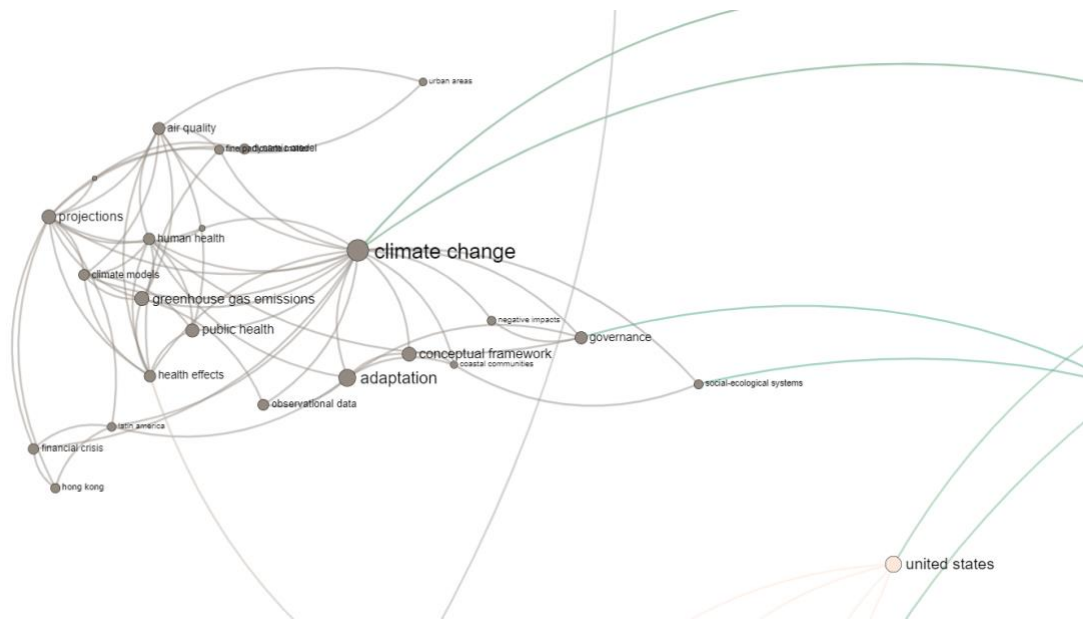 urban areas
air quality
projections
human health
climate change
climate models
greenhouse gas emissions
negative impacts
public health
governance
conceptual framework
coastal communities
health effects
adaptation
social-ecological systems
observational data
latin america
financial crisis
hong kong
united states